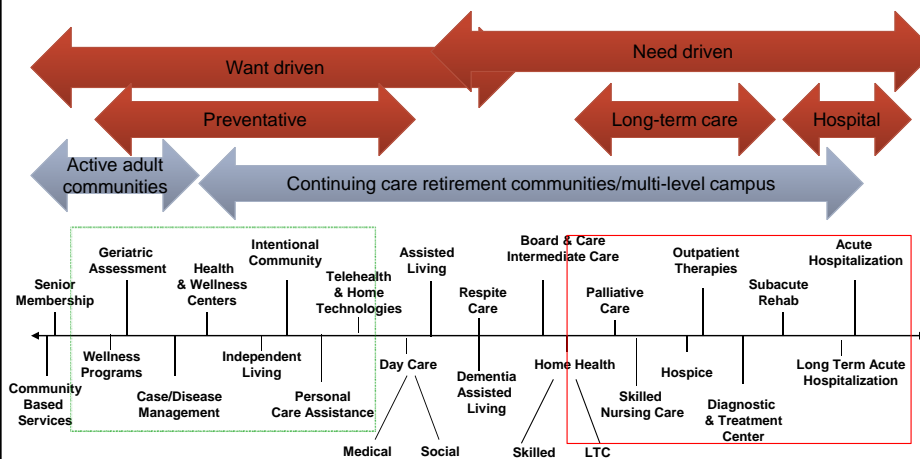 Want driven
Need driven
Preventative
Long-term care
Hospital
Active adult
communities
Continuing care retirement communities/multi-level campus
Senior
Membership
Geriatric
Assessment
Health
& Wellness
Centers
Intentional
Community
Telehealth
& Home
Technologies
Assisted
Living
Respite
Care
Board & Care
Intermediate Care
Palliative
Care
Outpatient
Therapies
Subacute
Rehab
Acute
Hospitalization
Community
Based
Services
Wellness
Programs
Case/Disease
Management
Independent
Living
Personal
Care Assistance
Day Care
Medical
Social
Dementia
Assisted
Living
Home Health
Skilled
LTC
Skilled
Nursing Care
Hospice
Diagnostic
& Treatment
Center
Long Term Acute
Hospitalization